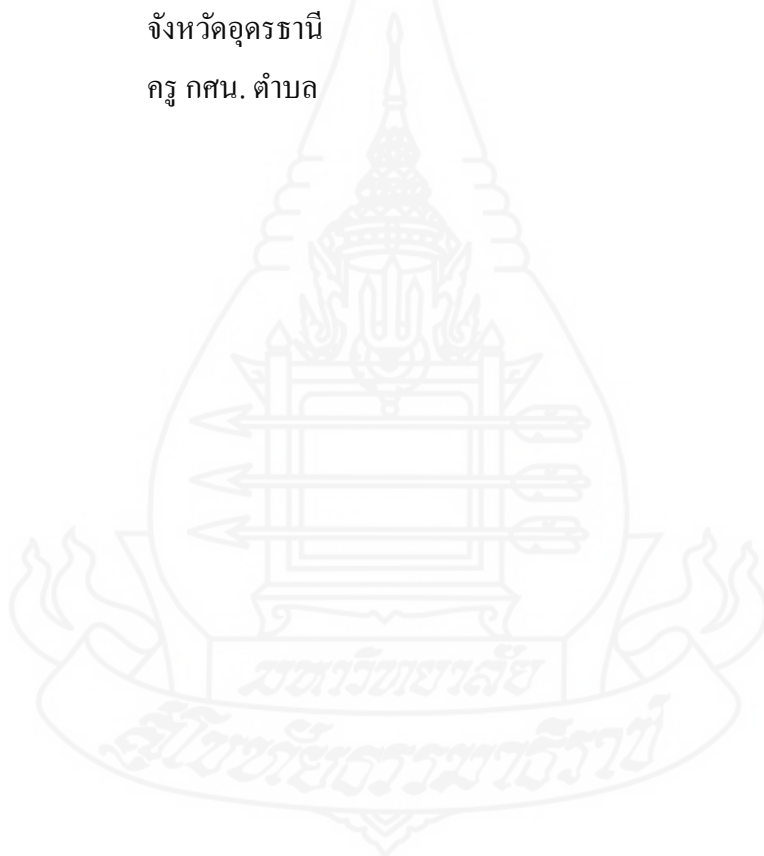 จังหวัดอุดรธานี
ครู กศน. ตำบล
มหาวิทยาลัย
สุโขทัยธรรมาธิราช